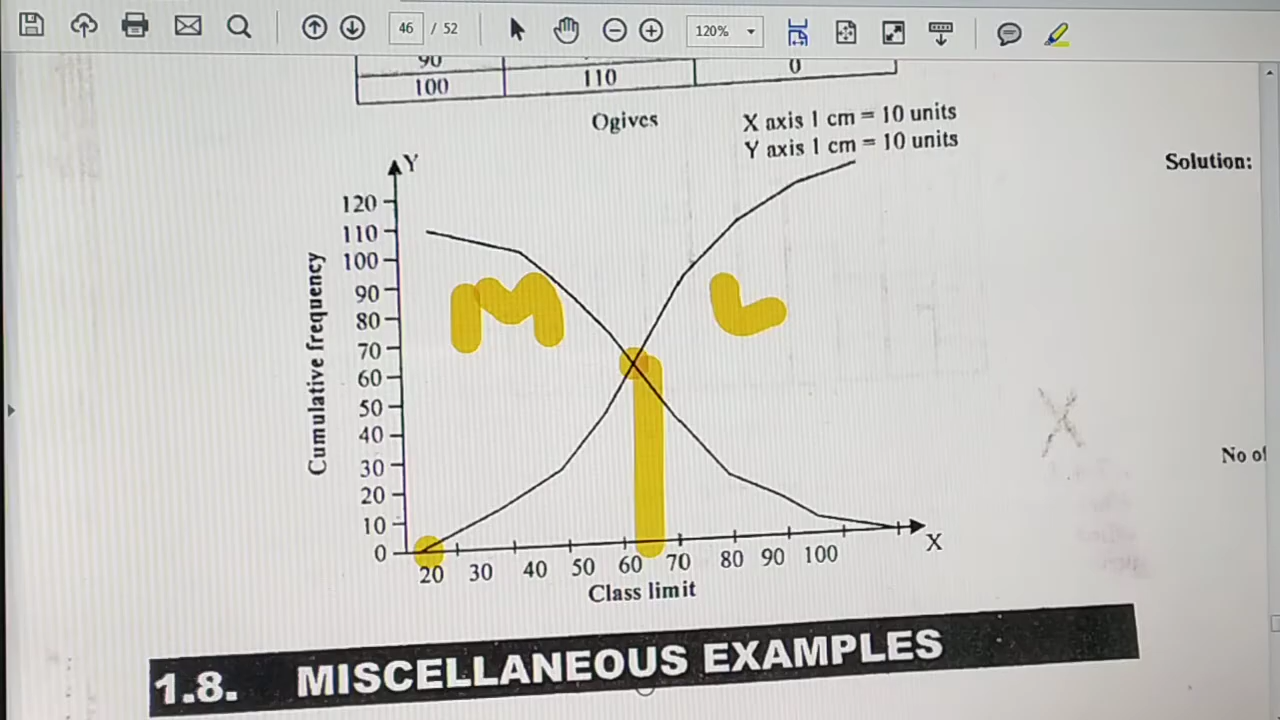 46 / 52 120%
90 0
100 110
Ogives X axis 1 cm = 10 units
Y axis 1 cm = 10 units
Solution:
Y
120
110
100
90
80
70
60
50
40
30
20
10
0
Cumulative frequency
M L
No of
X
20 30 40 50 60 70 80 90 100
Class limit
1.8. MISCELLANEOUS EXAMPLES